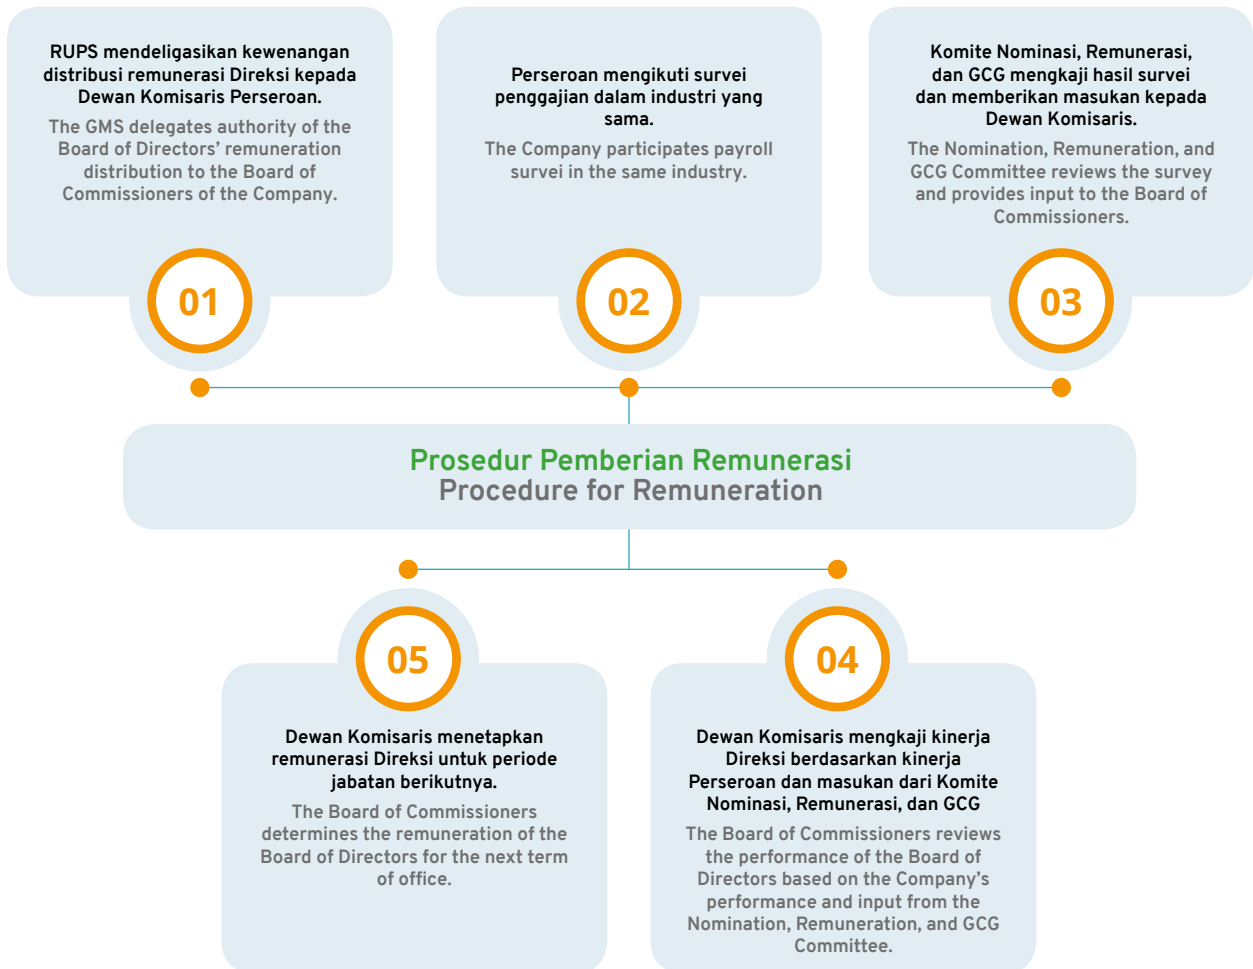 RUPS mendeligasikan kewenangan
distribusi remunerasi Direksi kepada
Dewan Komisaris Perseroan.
The GMS delegates authority of the
Board of Directors’ remuneration
distribution to the Board of
Commissioners of the Company.
01
Perseroan mengikuti survei
penggajian dalam industri yang
sama.
The Company participates payroll
survei in the same industry.
02
Komite Nominasi, Remunerasi,
dan GCG mengkaji hasil survei
dan memberikan masukan kepada
Dewan Komisaris.
The Nomination, Remuneration, and
GCG Committee reviews the survey
and provides input to the Board of
Commissioners.
03
Prosedur Pemberian Remunerasi
Procedure for Remuneration
05
Dewan Komisaris menetapkan
remunerasi Direksi untuk periode
jabatan berikutnya.
The Board of Commissioners
determines the remuneration of the
Board of Directors for the next term
of office.
04
Dewan Komisaris mengkaji kinerja
Direksi berdasarkan kinerja
Perseroan dan masukan dari Komite
Nominasi, Remunerasi, dan GCG
The Board of Commissioners reviews
the performance of the Board of
Directors based on the Company’s
performance and input from the
Nomination, Remuneration, and GCG
Committee.